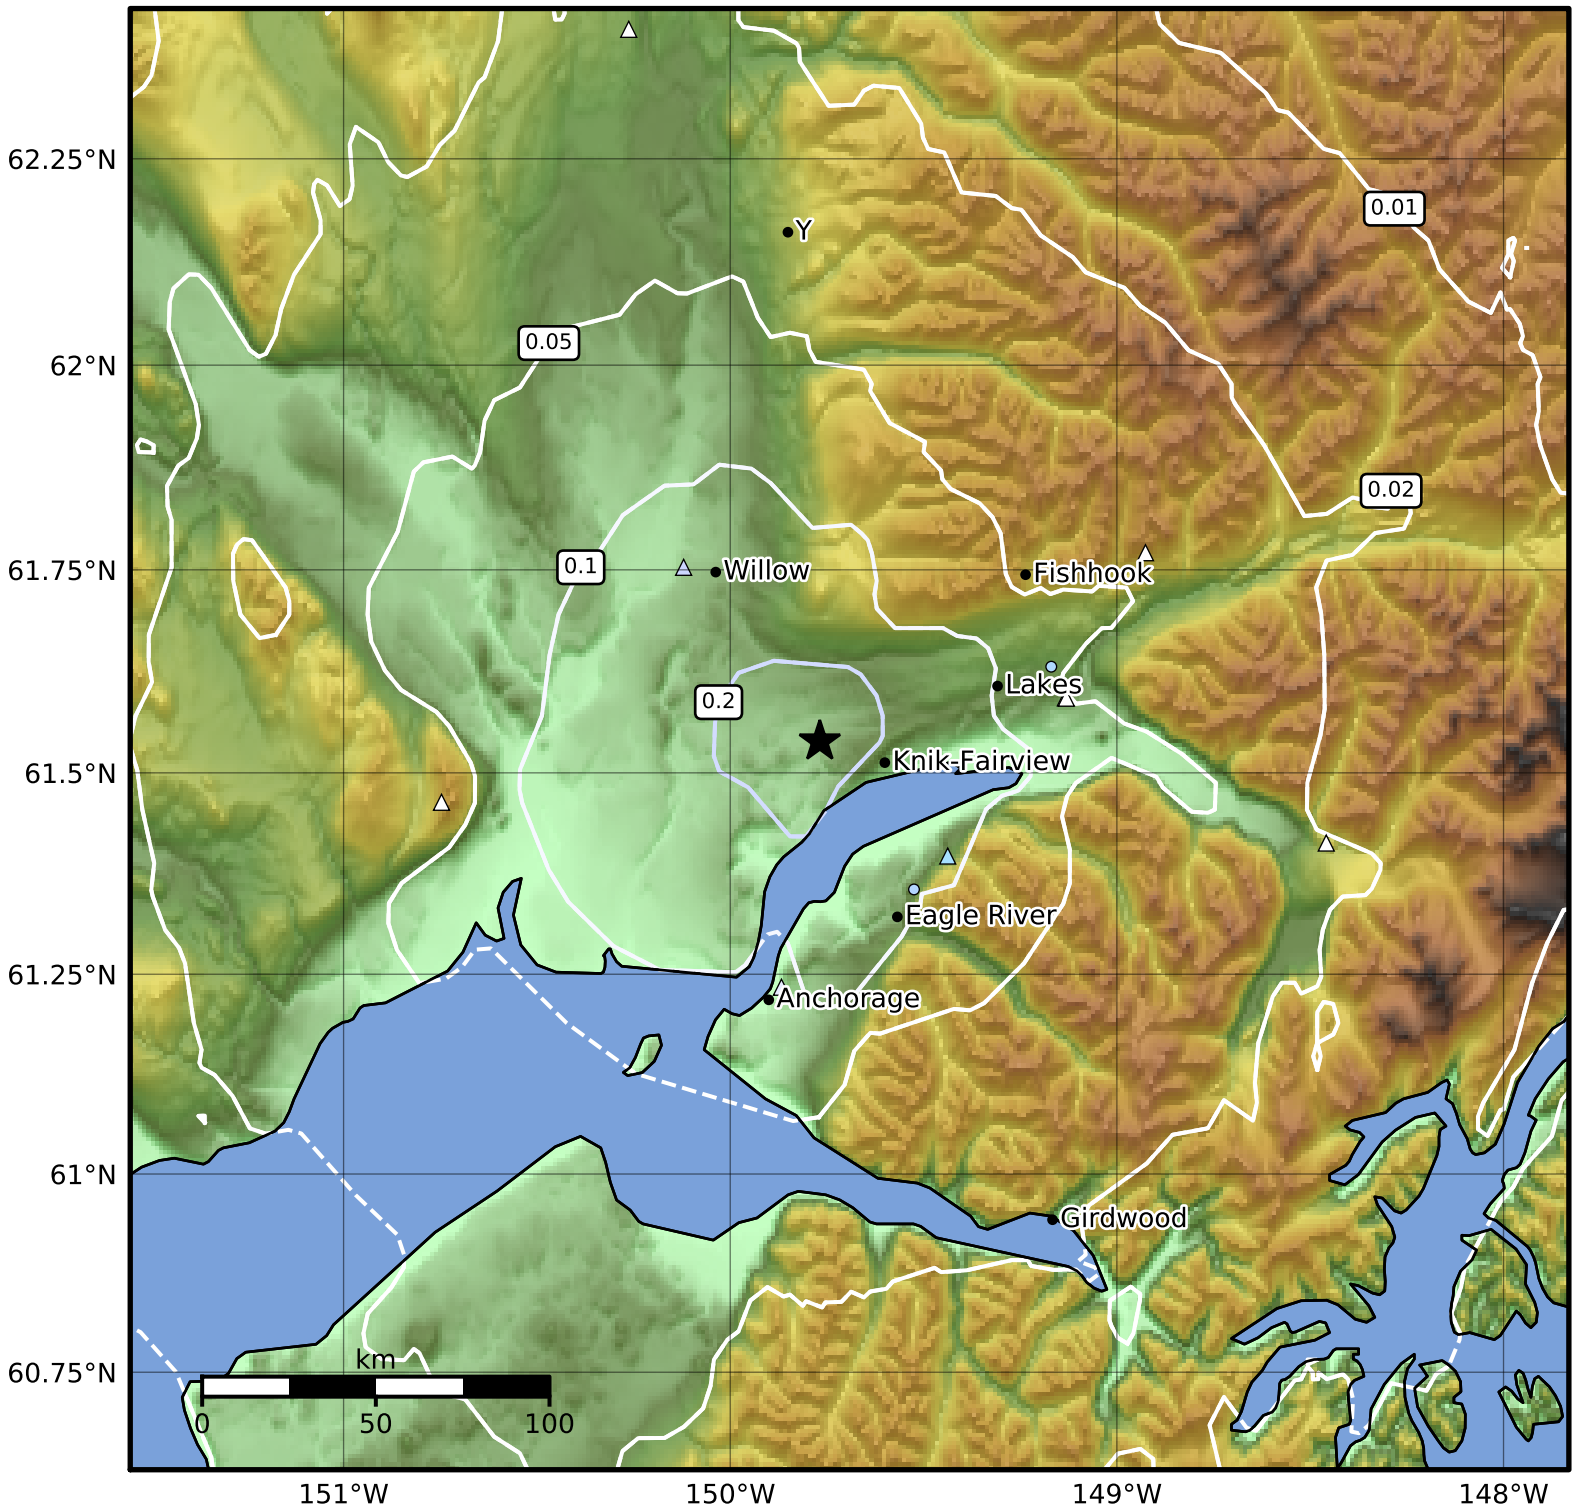 62.25°N
0.01
Y
0.05
62°N
0.02
0.1
61.75°N
Willow
Fishhook
Lakes
0.2
Knik-Fairview
61.5°N
Eagle River
61.25°N
Anchorage
61°N
Girdwood
km
60.75°N
0 50 100
151°W 150°W 149°W 148°W